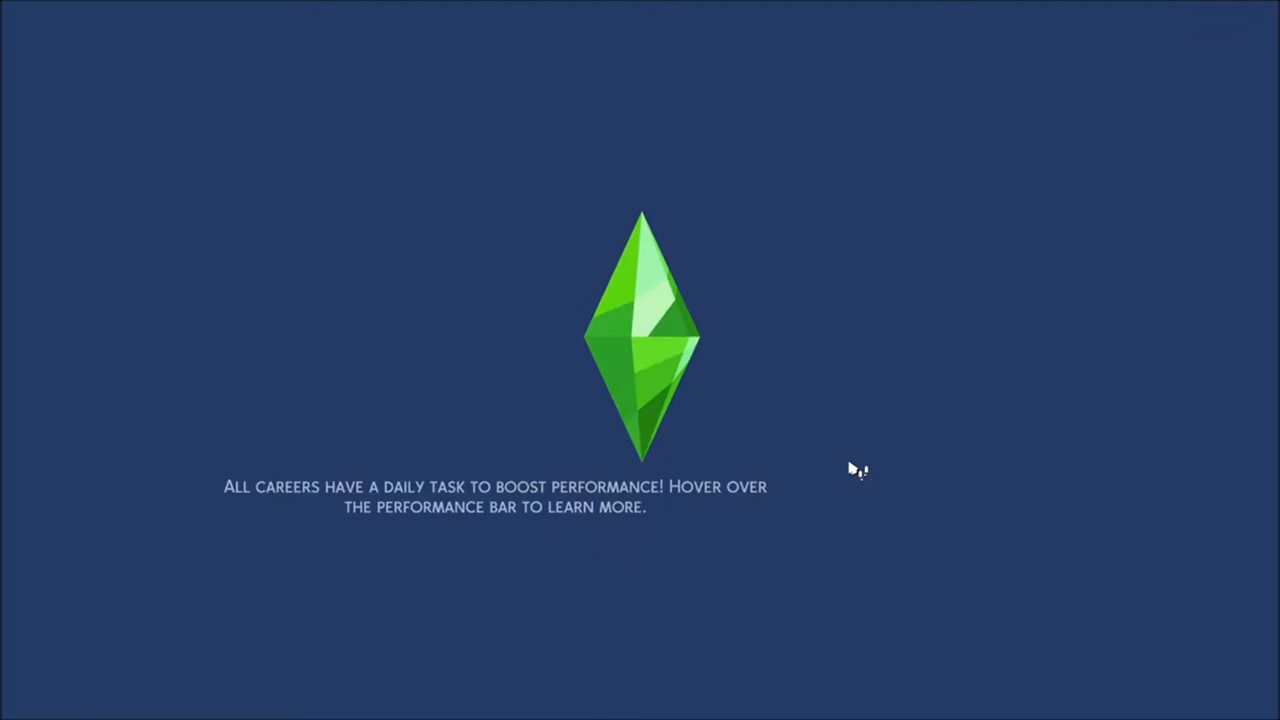 All careers have a daily task to boost performance! Hover over
the performance bar to learn more.